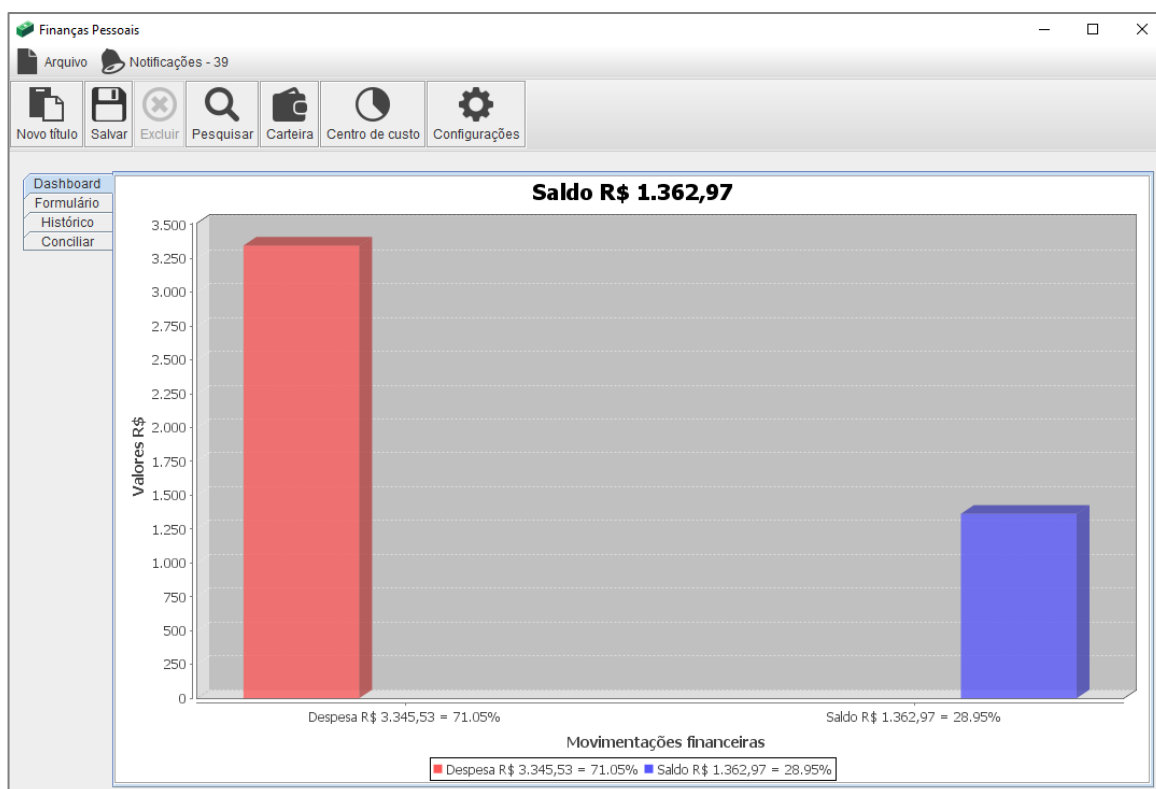 Finanças Pessoais
Arquivo Notificações - 39
Novo título Salvar Excluir Pesquisar Carteira Centro de custo Configurações
Dashboard
Formulário
Histórico
Conciliar
Saldo R$ 1.362,97
Valores R$
3.500
3.250
3.000
2.750
2.500
2.250
2.000
1.750
1.500
1.250
1.000
750
500
250
0
Despesa R$ 3.345,53 = 71.05% Saldo R$ 1.362,97 = 28.95%
Movimentações financeiras
Despesa R$ 3.345,53 = 71.05% Saldo R$ 1.362,97 = 28.95%